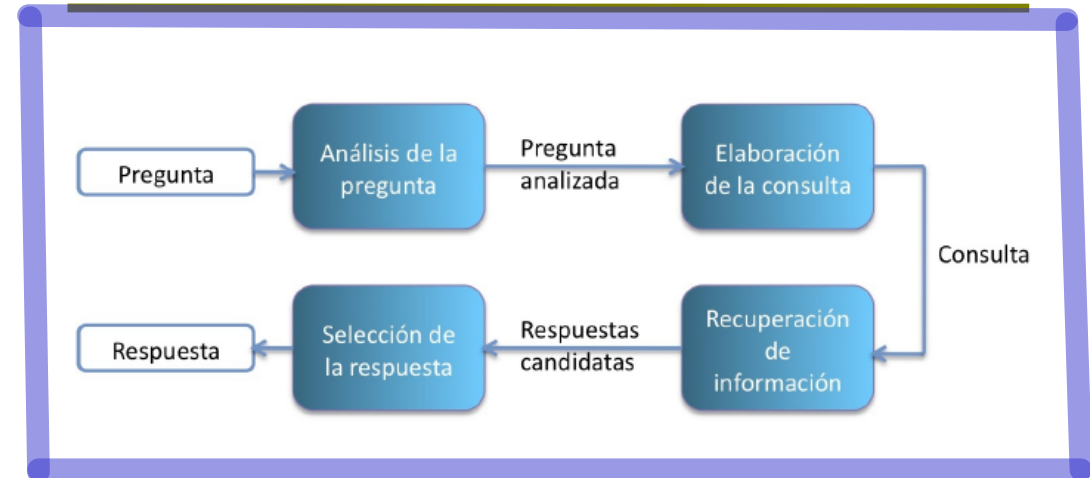 Pregunta
Análisis de la
pregunta
Pregunta
analizada
Elaboración
de la consulta
Consulta
Recuperación
de
información
Respuestas
candidatas
Selección de
la respuesta
Respuesta